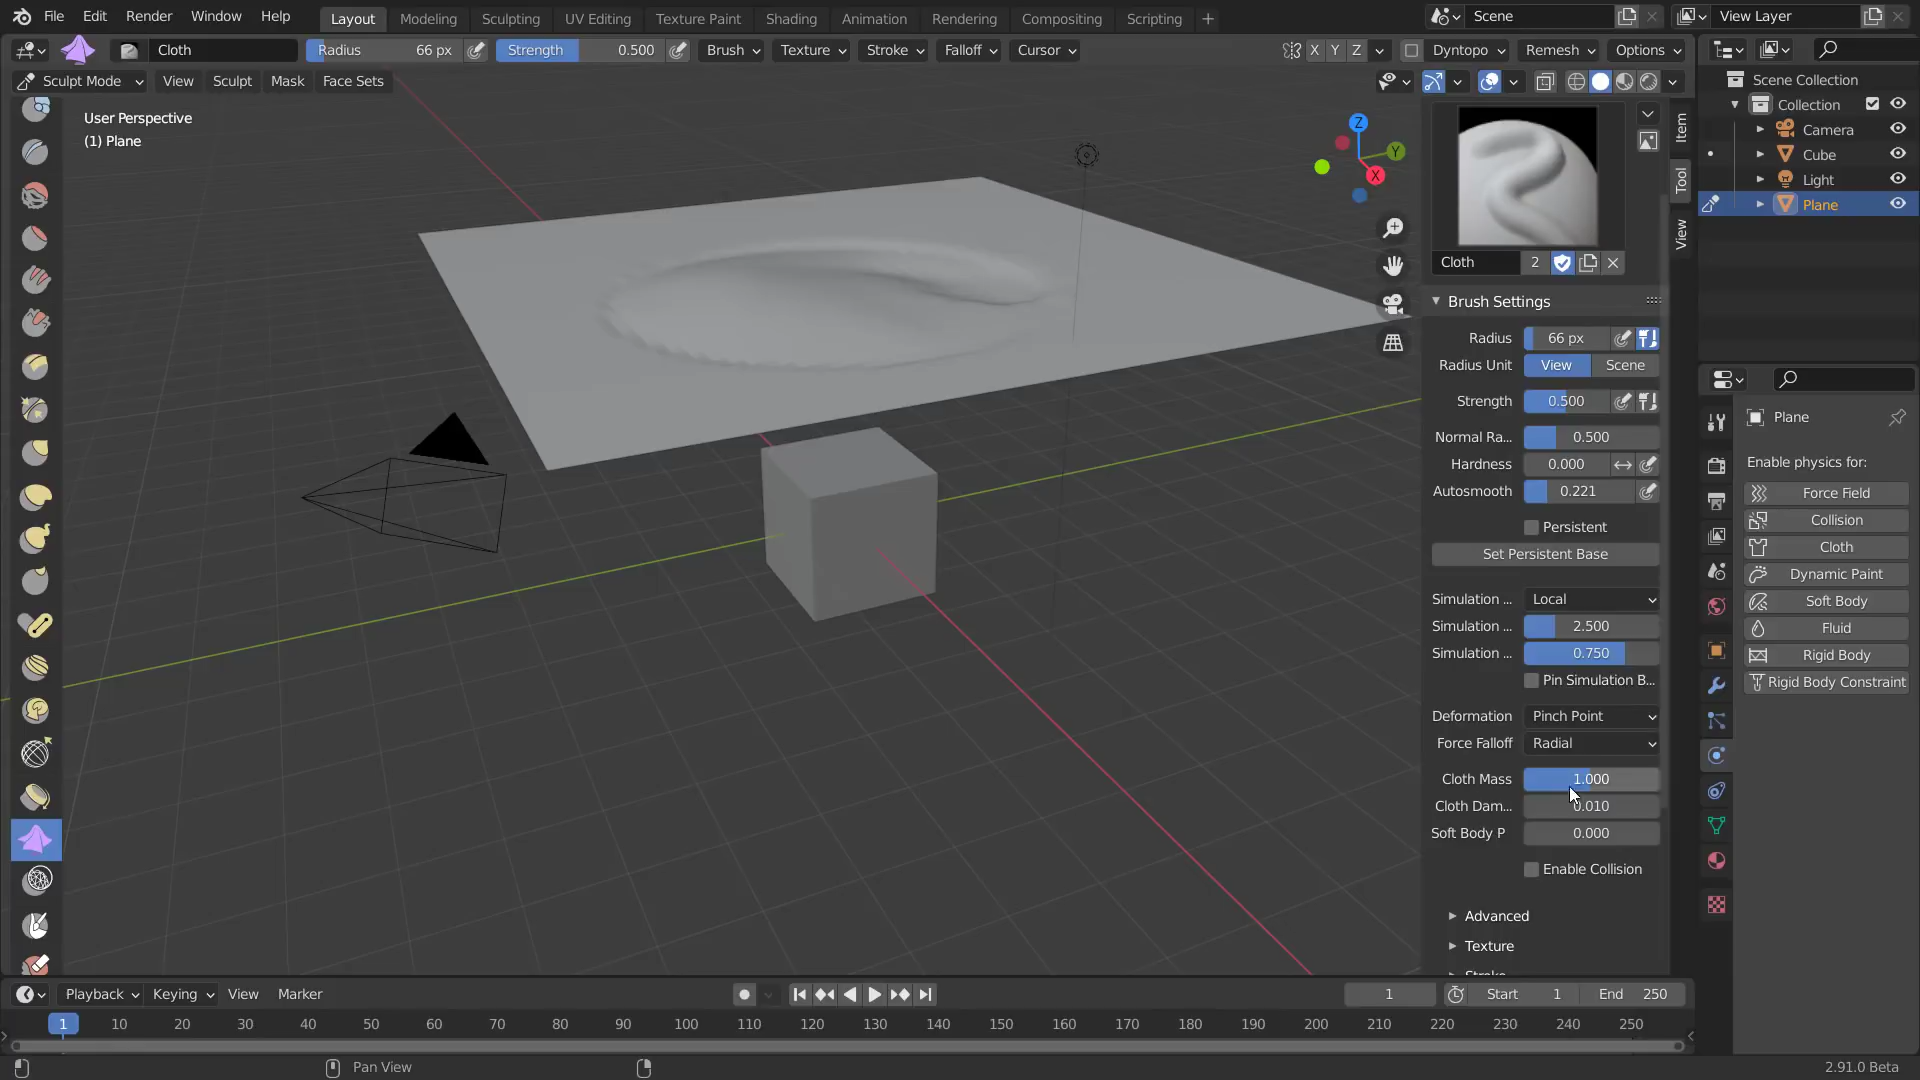 File Edit Render Window Help Layout Modeling Sculpting UV Editing Texture Paint Shading Animation Rendering Compositing Scripting + Scene View Layer
Cloth Radius 66 px Strength 0.500 Brush Texture Stroke Falloff Cursor X Y Z Dyntopo Remesh Options
Sculpt Mode View Sculpt Mask Face Sets
User Perspective
(1) Plane
Z
Y
X
Item
Tool
View
Cloth 2
Brush Settings
Radius 66 px
Radius Unit View Scene
Strength 0.500
Normal Ra... 0.500
Hardness 0.000
Autosmooth 0.221
Persistent
Set Persistent Base
Simulation ... Local
Simulation ... 2.500
Simulation ... 0.750
Pin Simulation B...
Deformation Pinch Point
Force Falloff Radial
Cloth Mass 1.000
Cloth Dam... 0.010
Soft Body P 0.000
Enable Collision
Advanced
Texture
Stroke
Scene Collection
Collection
Camera
Cube
Light
Plane
Plane
Enable physics for:
Force Field
Collision
Cloth
Dynamic Paint
Soft Body
Fluid
Rigid Body
Rigid Body Constraint
Playback Keying View Marker 1 Start 1 End 250
1 10 20 30 40 50 60 70 80 90 100 110 120 130 140 150 160 170 180 190 200 210 220 230 240 250
Pan View 2.91.0 Beta